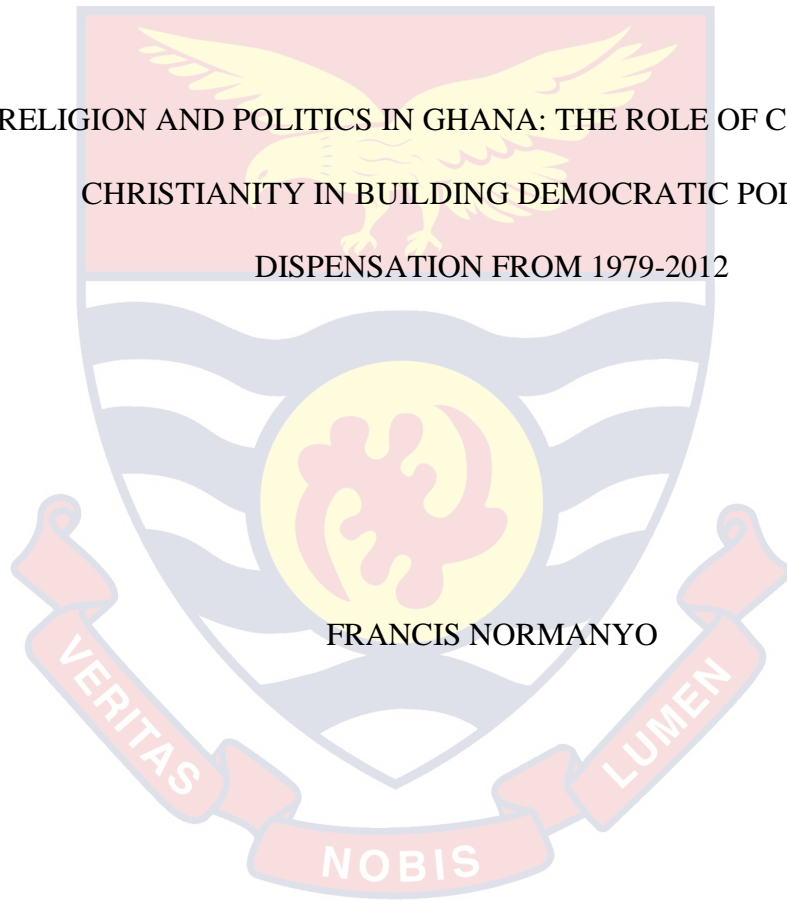 RELIGION AND POLITICS IN GHANA: THE ROLE OF C
CHRISTIANITY IN BUILDING DEMOCRATIC POL
DISPENSATION FROM 1979-2012
FRANCIS NORMANYO
VERITAS
NOBIS
LUMEN